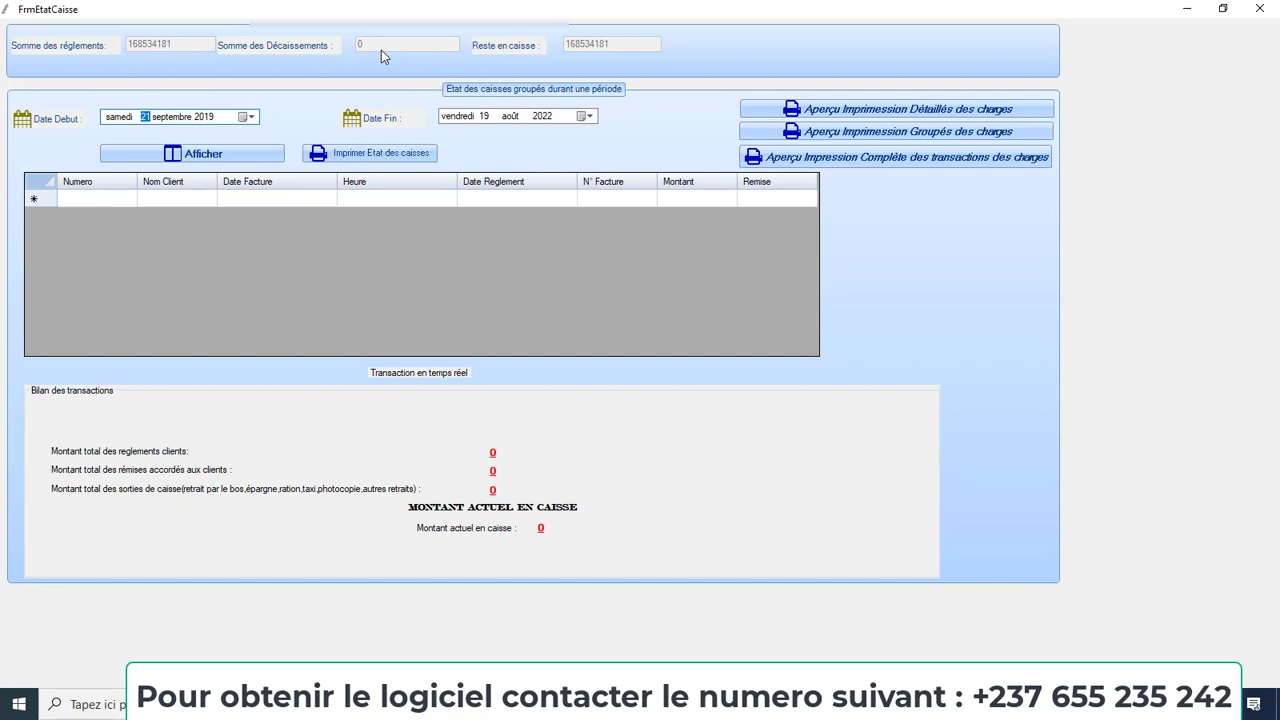 FrmEtatCaisse
Somme des réglements: 168534181 Somme des Décaissements : 0 Reste en caisse : 168534181
Etat des caisses groupés durant une période
Date Debut : samedi 21 septembre 2019 Date Fin : vendredi 19 août 2022
Aperçu Imprimession Détaillés des charges
Aperçu Imprimession Groupés des charges
Aperçu Impression Complète des transactions des charges
Afficher Imprimer Etat des caisses
Numero Nom Client Date Facture Heure Date Reglement N° Facture Montant Remise
Transaction en temps réel
Bilan des transactions
Montant total des reglements clients: 0
Montant total des rémises accordés aux clients : 0
Montant total des sorties de caisse(retrait par le bos,épargne,ration,taxi,photocopie,autres retraits) : 0
MONTANT ACTUEL EN CAISSE
Montant actuel en caisse : 0
Tapez ici p
Pour obtenir le logiciel contacter le numero suivant : +237 655 235 242